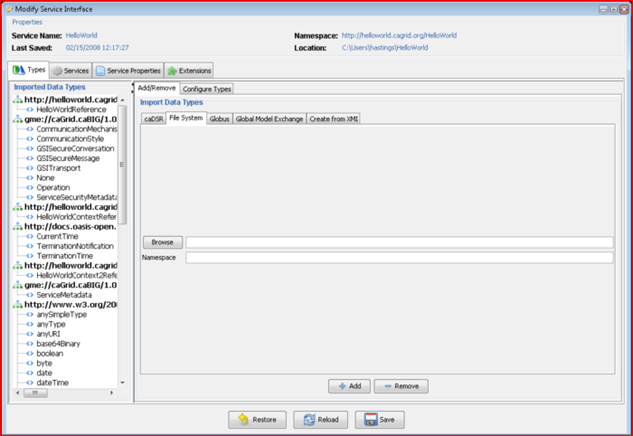 Modify Service Interface
Properties
Service Name: HelloWorld
Namespace: http://helloworld.cagrid.org/HelloWorld
Last Saved: 02/15/2008 12:17:27
Location: C:\Users\hastings\HelloWorld
Types Services Service Properties Extensions
Imported Data Types
http://helloworld.cagrid
HelloWorldReference
gme://caGrid.caBIG/1.0
CommunicationMechanis
CommunicationStyle
GSISecureConversation
GSISecureMessage
GSITransport
None
Operation
ServiceSecurityMetadata
http://helloworld.cagrid
HelloWorldContextRefer
http://docs.oasis-open.
CurrentTime
TerminationNotification
TerminationTime
http://helloworld.cagrid
HelloWorldContext2Refe
gme://caGrid.caBIG/1.0
ServiceMetadata
http://www.w3.org/200
anySimpleType
anyType
anyURI
base64Binary
boolean
byte
date
dateTime
Add/Remove Configure Types
Import Data Types
caDSR File System Globus Global Model Exchange Create from XMI
Browse
Namespace
Add Remove
Restore Reload Save